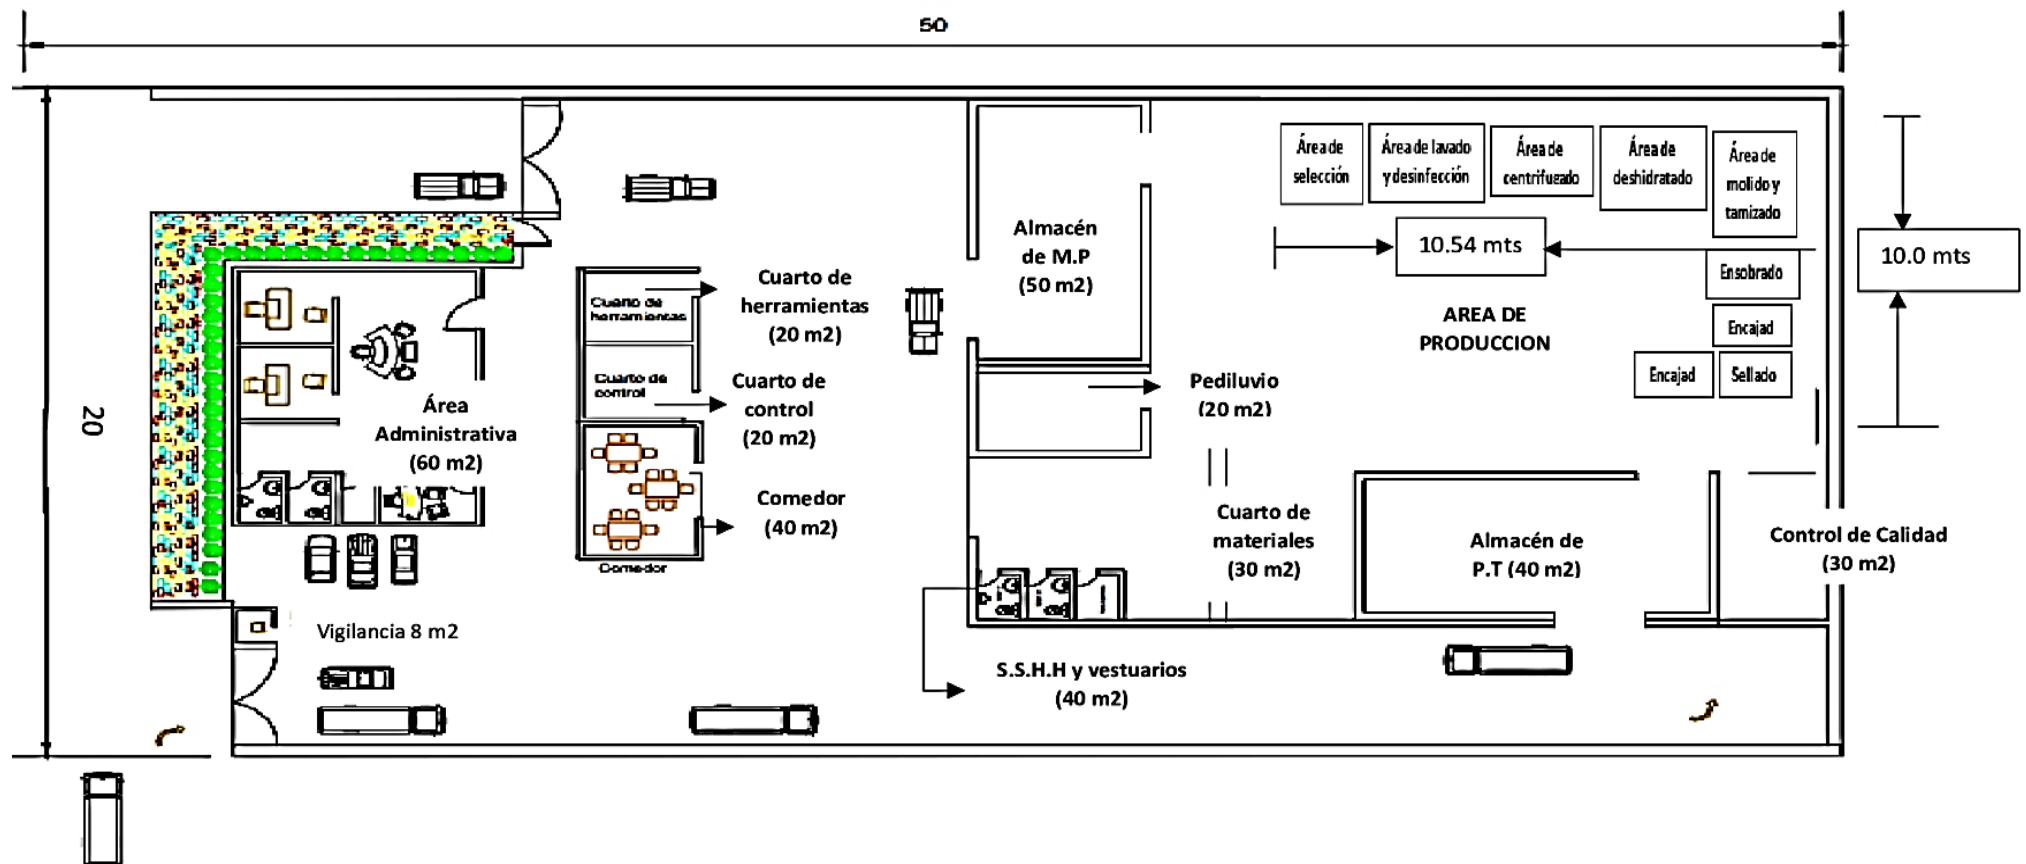 50
20
Área de
selección
Área de lavado
y desinfección
Área de
centrifugado
Área de
deshidratado
Área de
molido y
tamizado
10.54 mts
10.0 mts
Ensobrado
Encajad
Encajad
Sellado
AREA DE
PRODUCCION
Almacén
de M.P
(50 m2)
Pediluvio
(20 m2)
Cuarto de
herramientas
Cuarto de
herramientas
(20 m2)
Cuarto de
control
Cuarto de
control
(20 m2)
Área
Administrativa
(60 m2)
Comedor
(40 m2)
Comedor
Cuarto de
materiales
(30 m2)
Almacén de
P.T (40 m2)
Control de Calidad
(30 m2)
Vigilancia 8 m2
S.S.H.H y vestuarios
(40 m2)